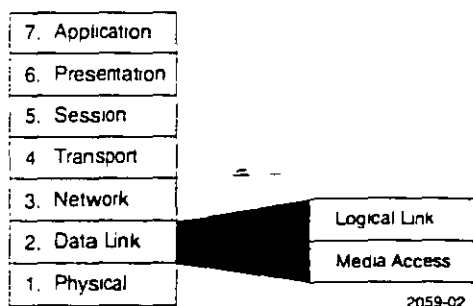 7. Application
6. Presentation
5. Session
4 Transport
3. Network
2. Data Link
1. Physical
Logical Link
Media Access
2059-02